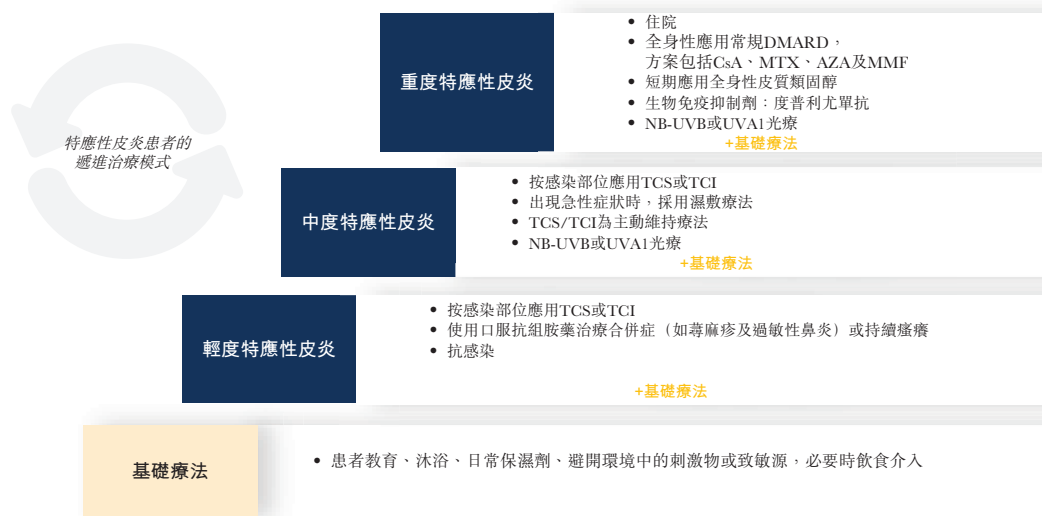 特應性皮炎患者的
遞進治療模式
重度特應性皮炎
• 住院
• 全身性應用常規DMARD，
方案包括CsA、MTX、AZA及MMF
• 短期應用全身性皮質類固醇
• 生物免疫抑制劑：度普利尤單抗
• NB-UVB或UVA1光療
+基礎療法
中度特應性皮炎
• 按感染部位應用TCS或TCI
• 出現急性症狀時，採用濕敷療法
• TCS/TCI為主動維持療法
• NB-UVB或UVA1光療
+基礎療法
輕度特應性皮炎
• 按感染部位應用TCS或TCI
• 使用口服抗組胺藥治療合併症（如蕁麻疹及過敏性鼻炎）或持續瘙癢
• 抗感染
+基礎療法
基礎療法
• 患者教育、沐浴、日常保濕劑、避開環境中的刺激物或致敏源，必要時飲食介入